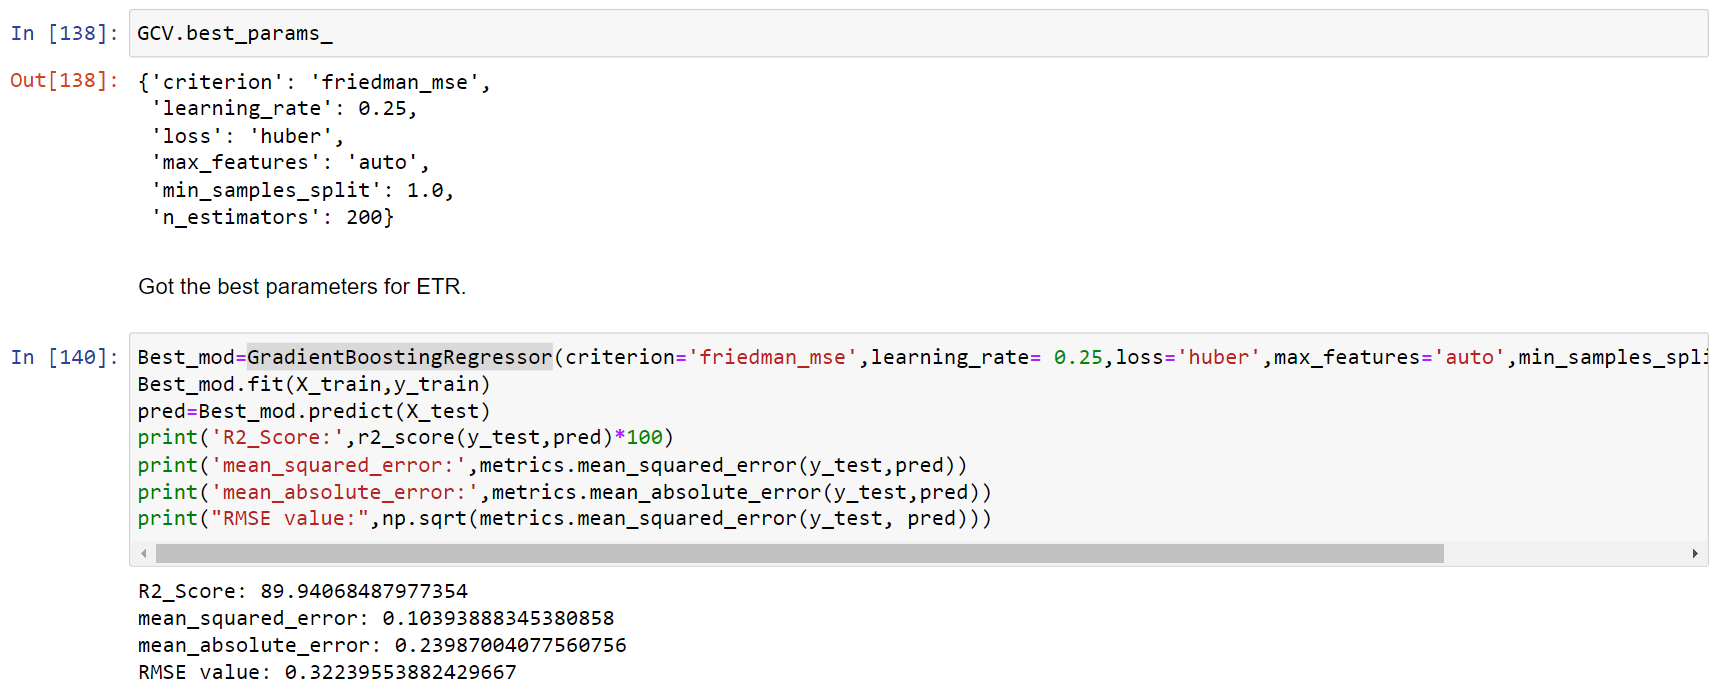 In [138]: GCV.best_params_
Out[138]: {'criterion': 'friedman_mse',
'learning_rate': 0.25,
'loss': 'huber',
'max_features': 'auto',
'min_samples_split': 1.0,
'n_estimators': 200}
Got the best parameters for ETR.
In [140]: Best_mod=GradientBoostingRegressor(criterion='friedman_mse',learning_rate= 0.25,loss='huber',max_features='auto',min_samples_spli
Best_mod.fit(X_train,y_train)
pred=Best_mod.predict(X_test)
print('R2_Score:',r2_score(y_test,pred)*100)
print('mean_squared_error:',metrics.mean_squared_error(y_test,pred))
print('mean_absolute_error:',metrics.mean_absolute_error(y_test,pred))
print("RMSE value:",np.sqrt(metrics.mean_squared_error(y_test, pred)))
R2_Score: 89.94068487977354
mean_squared_error: 0.10393888345380858
mean_absolute_error: 0.23987004077560756
RMSE value: 0.32239553882429667